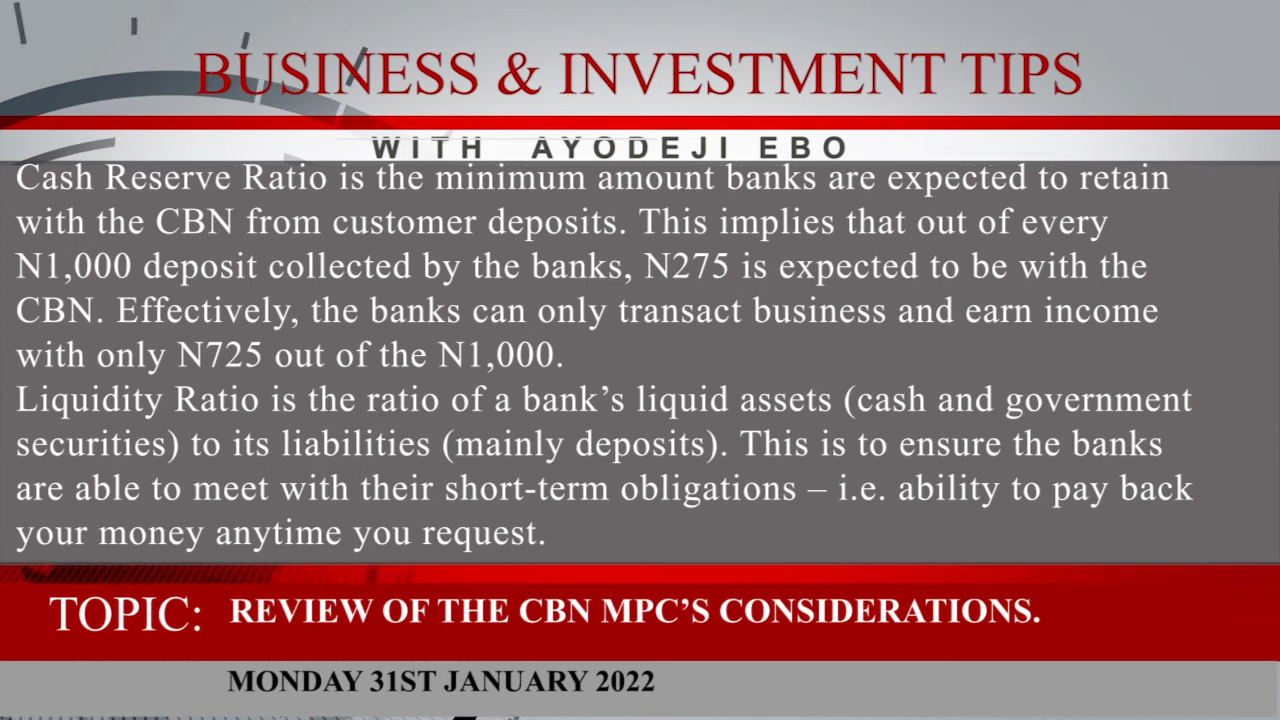 BUSINESS & INVESTMENT TIPS
WITH AYODEJI EBO
Cash Reserve Ratio is the minimum amount banks are expected to retain
with the CBN from customer deposits. This implies that out of every
N1,000 deposit collected by the banks, N275 is expected to be with the
CBN. Effectively, the banks can only transact business and earn income
with only N725 out of the N1,000.
Liquidity Ratio is the ratio of a bank’s liquid assets (cash and government
securities) to its liabilities (mainly deposits). This is to ensure the banks
are able to meet with their short-term obligations – i.e. ability to pay back
your money anytime you request.
TOPIC: REVIEW OF THE CBN MPC’S CONSIDERATIONS.
MONDAY 31ST JANUARY 2022